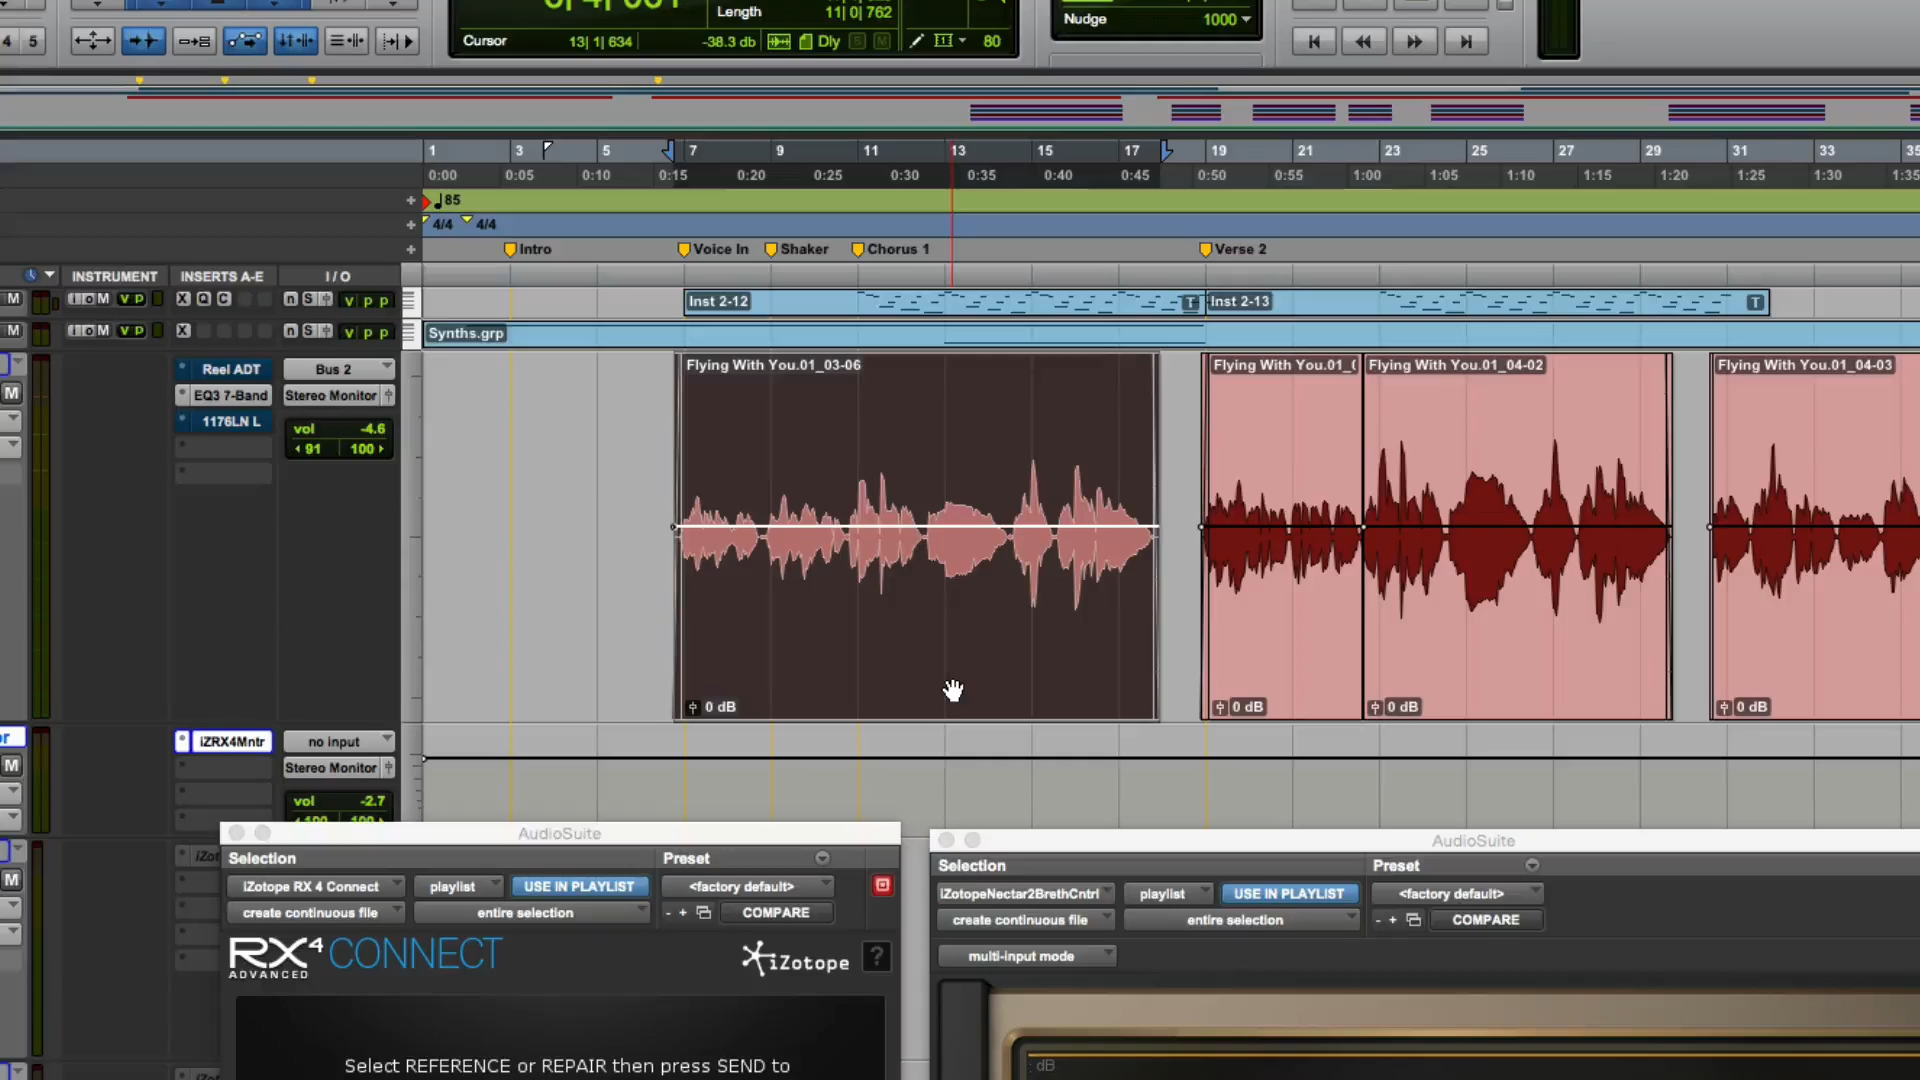 Length 11| 0| 762
Nudge 1000
4 5
Cursor 13| 1| 634 -38.3 db Dly S M 80
1 3 5 7 9 11 13 15 17 19 21 23 25 27 29 31 33 35
0:00 0:05 0:10 0:15 0:20 0:25 0:30 0:35 0:40 0:45 0:50 0:55 1:00 1:05 1:10 1:15 1:20 1:25 1:30 1:35
+ 85
+ 4/4 4/4
+ Intro Voice In Shaker Chorus 1 Verse 2
INSTRUMENT INSERTS A-E I / O
M I o M V P X Q C n S v p p Inst 2-12 T Inst 2-13 T
M I o M V P X n S v p p Synths.grp
Reel ADT Bus 2 Flying With You.01_03-06 Flying With You.01_( Flying With You.01_04-02 Flying With You.01_04-03
M EQ3 7-Band Stereo Monitor
1176LN L vol -4.6
91 100
0 dB 0 dB 0 dB 0 dB
or iZRX4Mntr no input
M Stereo Monitor
vol -2.7
100 100
AudioSuite
Selection Preset
iZotope RX 4 Connect playlist USE IN PLAYLIST <factory default>
create continuous file entire selection - + COMPARE
RX4 CONNECT iZotope ?
ADVANCED
Select REFERENCE or REPAIR then press SEND to
AudioSuite
Selection Preset
iZotopeNectar2BrethCntrl playlist USE IN PLAYLIST <factory default>
create continuous file entire selection - + COMPARE
multi-input mode
dB
iZot
M